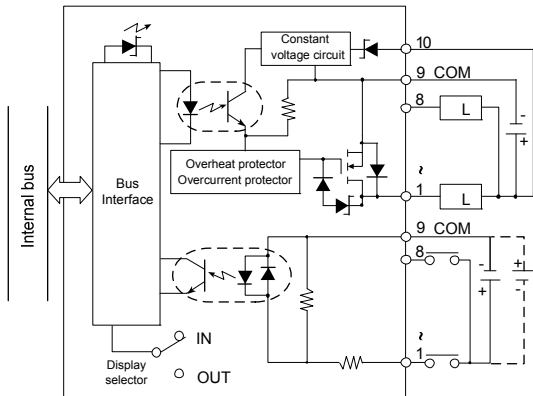 Constant
voltage circuit
10
9 COM
8
L
-
+
~
1
L
Overheat protector
Overcurrent protector
Internal bus
Bus
Interface
9 COM
8
-
+
+
-
~
1
IN
Display
selector
OUT